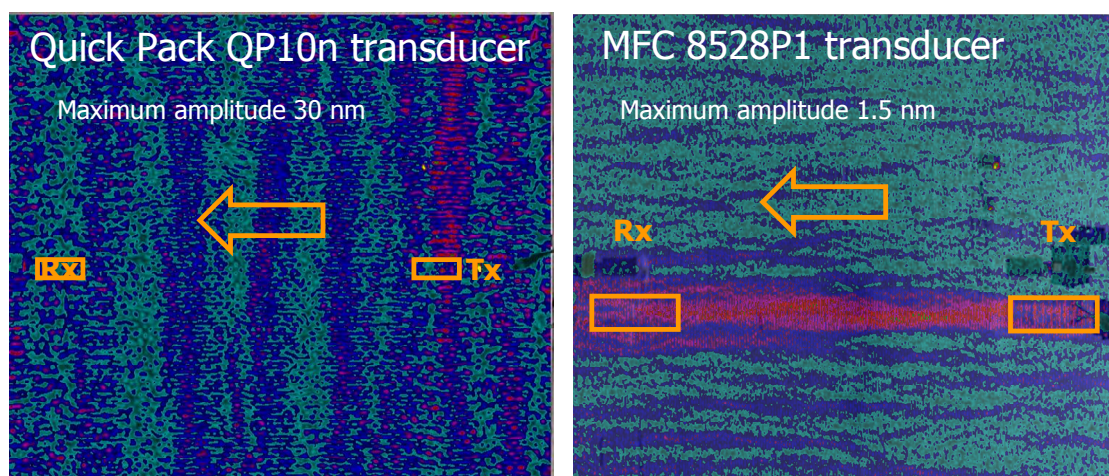 Quick Pack QP10n transducer
Maximum amplitude 30 nm
Rx
Tx
MFC 8528P1 transducer
Maximum amplitude 1.5 nm
Rx
Tx